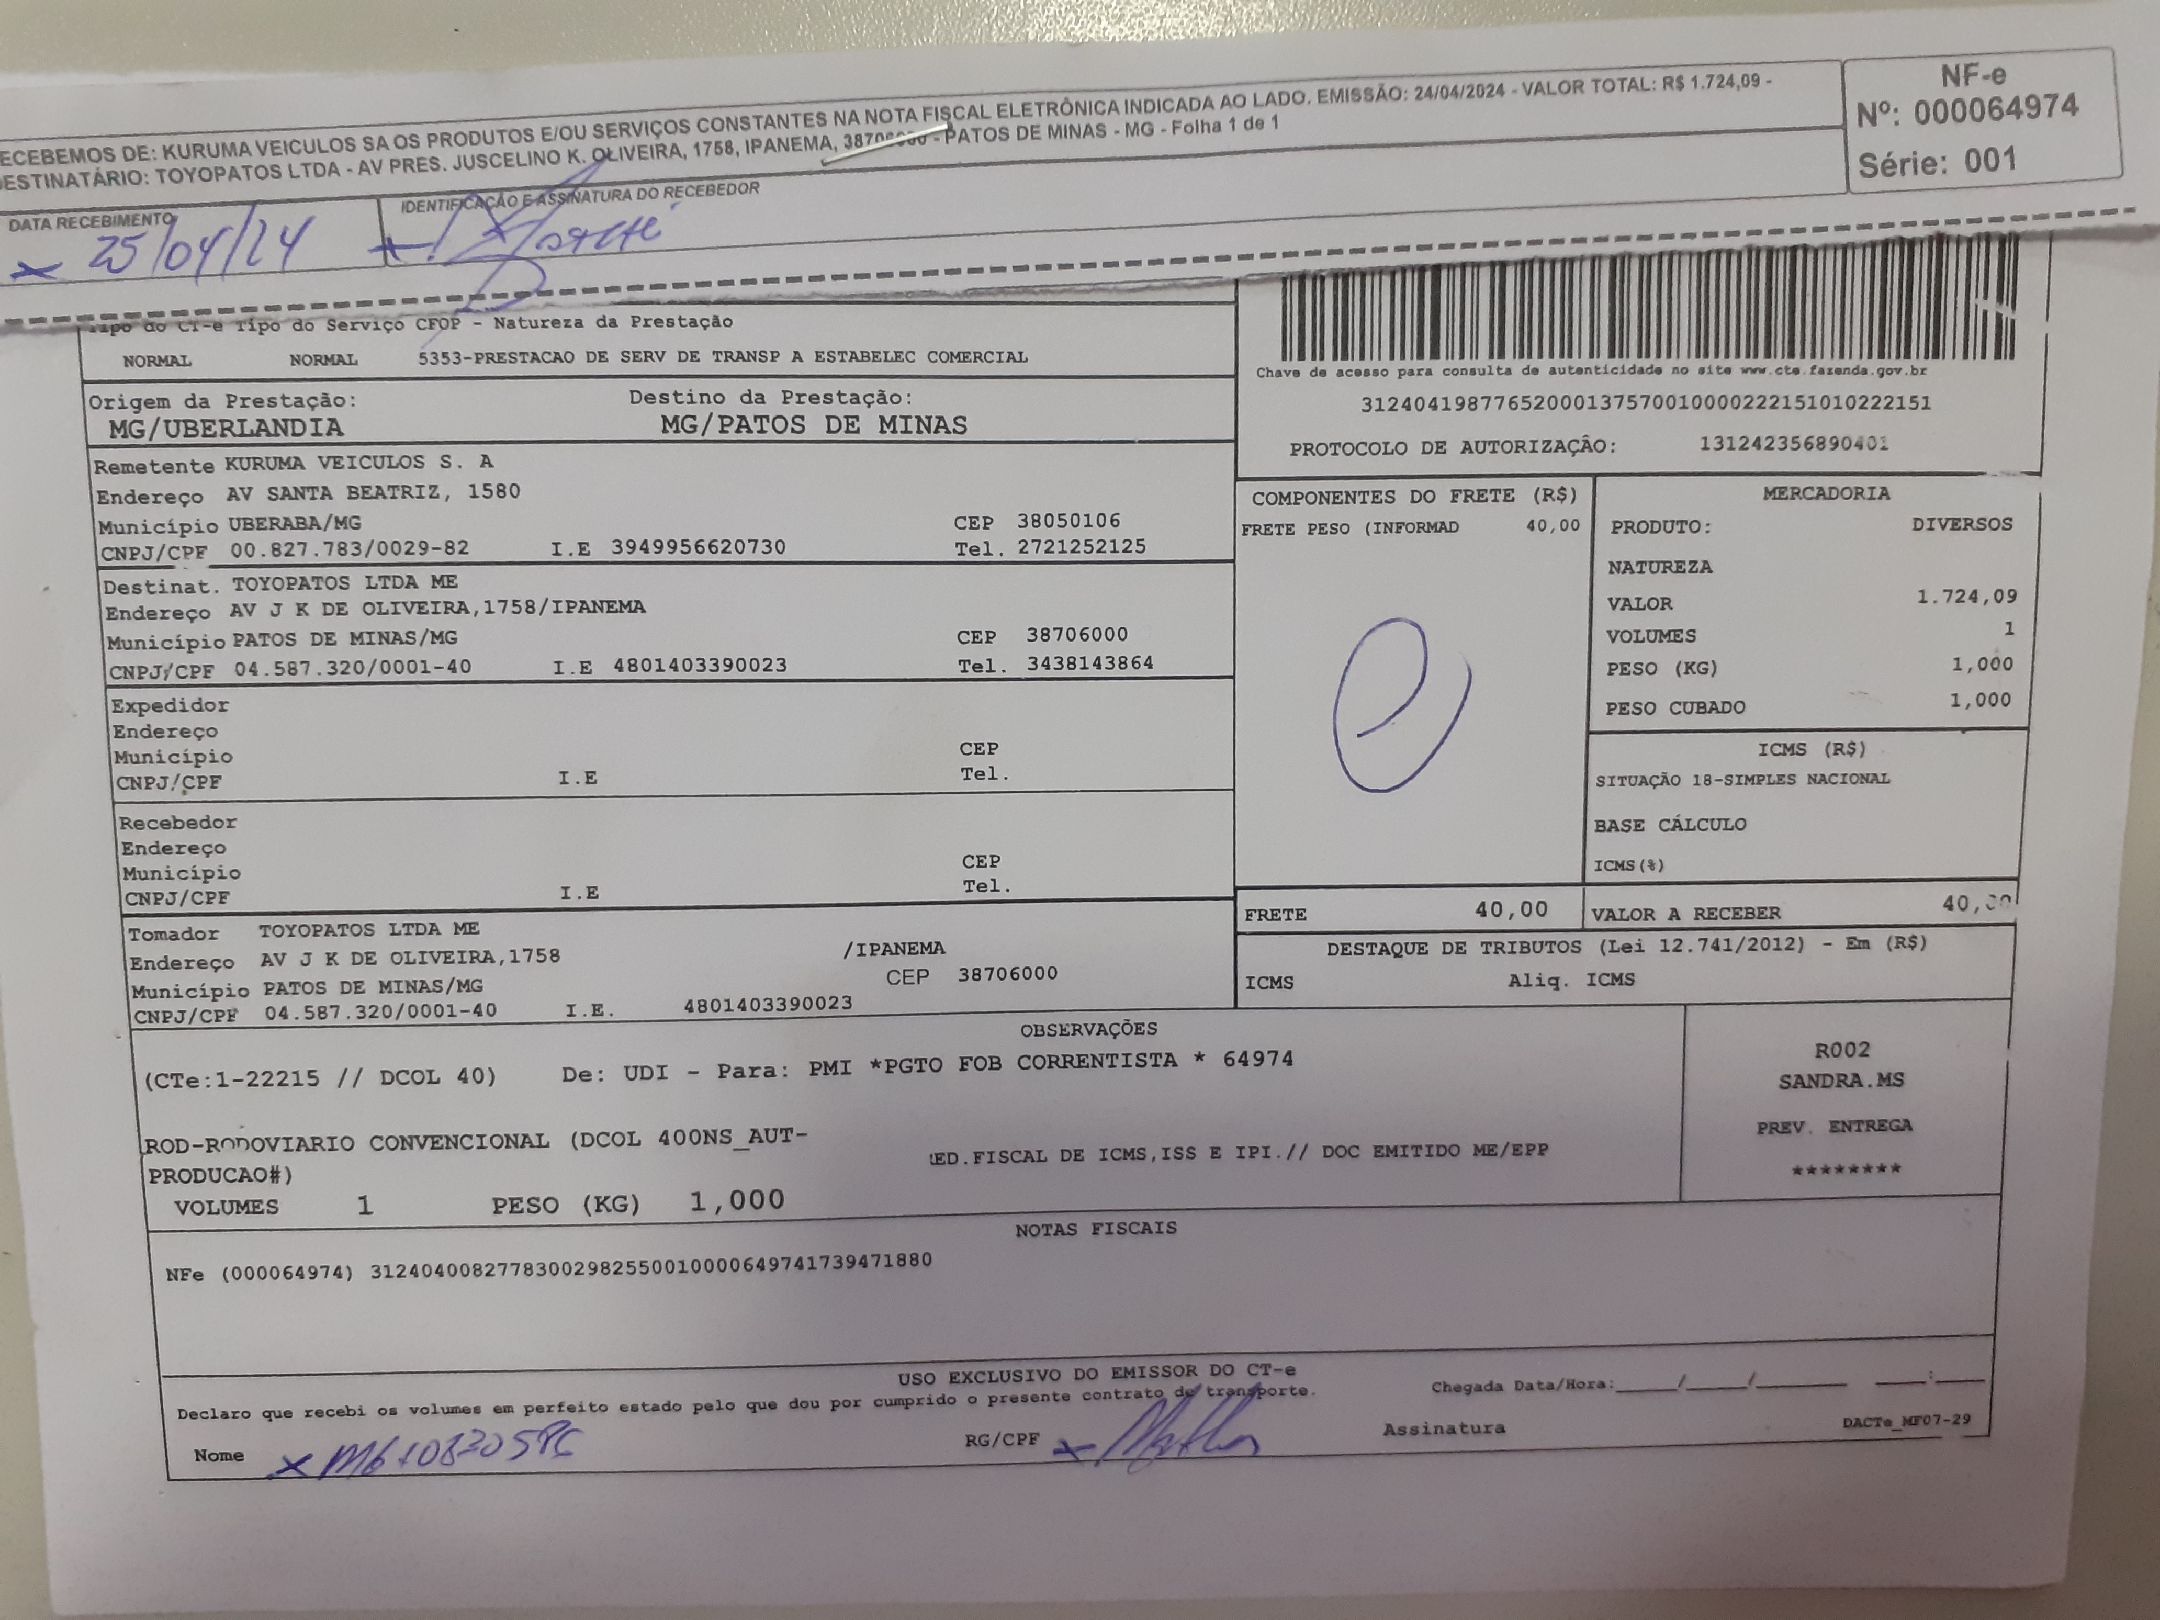 ECEBEMOS DE: KURUMA VEICULOS SA OS PRODUTOS E/OU SERVIÇOS CONSTANTES NA NOTA FISCAL ELETRÔNICA INDICADA AO LADO. EMISSÃO: 24/04/2024 - VALOR TOTAL: R$ 1.724,09 -
ESTINATÁRIO: TOYOPATOS LTDA - AV PRES. JUSCELINO K. OLIVEIRA, 1758, IPANEMA, - PATOS DE MINAS - MG - Folha 1 de 1
NF-e
Nº: 000064974
Série: 001
DATA RECEBIMENTO
x 25/04/24
IDENTIFICAÇÃO E ASSINATURA DO RECEBEDOR
Tipo do CT-e Tipo do Serviço CFOP - Natureza da Prestação
NORMAL NORMAL 5353-PRESTACAO DE SERV DE TRANSP A ESTABELEC COMERCIAL
Chave de acesso para consulta de autenticidade no site www.cte.fazenda.gov.br
31240419877652000137570010000222151010222151
PROTOCOLO DE AUTORIZAÇÃO: 131242356890401
Origem da Prestação: Destino da Prestação:
MG/UBERLANDIA MG/PATOS DE MINAS
Remetente KURUMA VEICULOS S. A
Endereço AV SANTA BEATRIZ, 1580
Município UBERABA/MG CEP 38050106
CNPJ/CPF 00.827.783/0029-82 I.E 3949956620730 Tel. 2721252125
Destinat. TOYOPATOS LTDA ME
Endereço AV J K DE OLIVEIRA,1758/IPANEMA
Município PATOS DE MINAS/MG CEP 38706000
CNPJ/CPF 04.587.320/0001-40 I.E 4801403390023 Tel. 3438143864
Expedidor
Endereço
Município CEP
CNPJ/CPF I.E Tel.
Recebedor
Endereço
Município CEP
CNPJ/CPF I.E Tel.
Tomador TOYOPATOS LTDA ME
Endereço AV J K DE OLIVEIRA,1758 /IPANEMA
Município PATOS DE MINAS/MG CEP 38706000
CNPJ/CPF 04.587.320/0001-40 I.E. 4801403390023
COMPONENTES DO FRETE (R$)
FRETE PESO (INFORMAD 40,00
MERCADORIA
PRODUTO: DIVERSOS
NATUREZA
VALOR 1.724,09
VOLUMES 1
PESO (KG) 1,000
PESO CUBADO 1,000
ICMS (R$)
SITUAÇÃO 18-SIMPLES NACIONAL
BASE CÁLCULO
ICMS(%)
FRETE 40,00 VALOR A RECEBER 40,00
DESTAQUE DE TRIBUTOS (Lei 12.741/2012) - Em (R$)
ICMS Aliq. ICMS
OBSERVAÇÕES
(CTe:1-22215 // DCOL 40) De: UDI - Para: PMI *PGTO FOB CORRENTISTA * 64974
ROD-RODOVIARIO CONVENCIONAL (DCOL 400NS_AUT-
PRODUCAO#)
ED.FISCAL DE ICMS,ISS E IPI.// DOC EMITIDO ME/EPP
VOLUMES 1 PESO (KG) 1,000
R002
SANDRA.MS
PREV. ENTREGA
********
NOTAS FISCAIS
NFe (000064974) 31240400827783002982550010000649741739471880
USO EXCLUSIVO DO EMISSOR DO CT-e
Declaro que recebi os volumes em perfeito estado pelo que dou por cumprido o presente contrato de transporte.
Chegada Data/Hora:_____/_____/________ ____:____
Nome
RG/CPF
Assinatura
DACTe_MF07-29